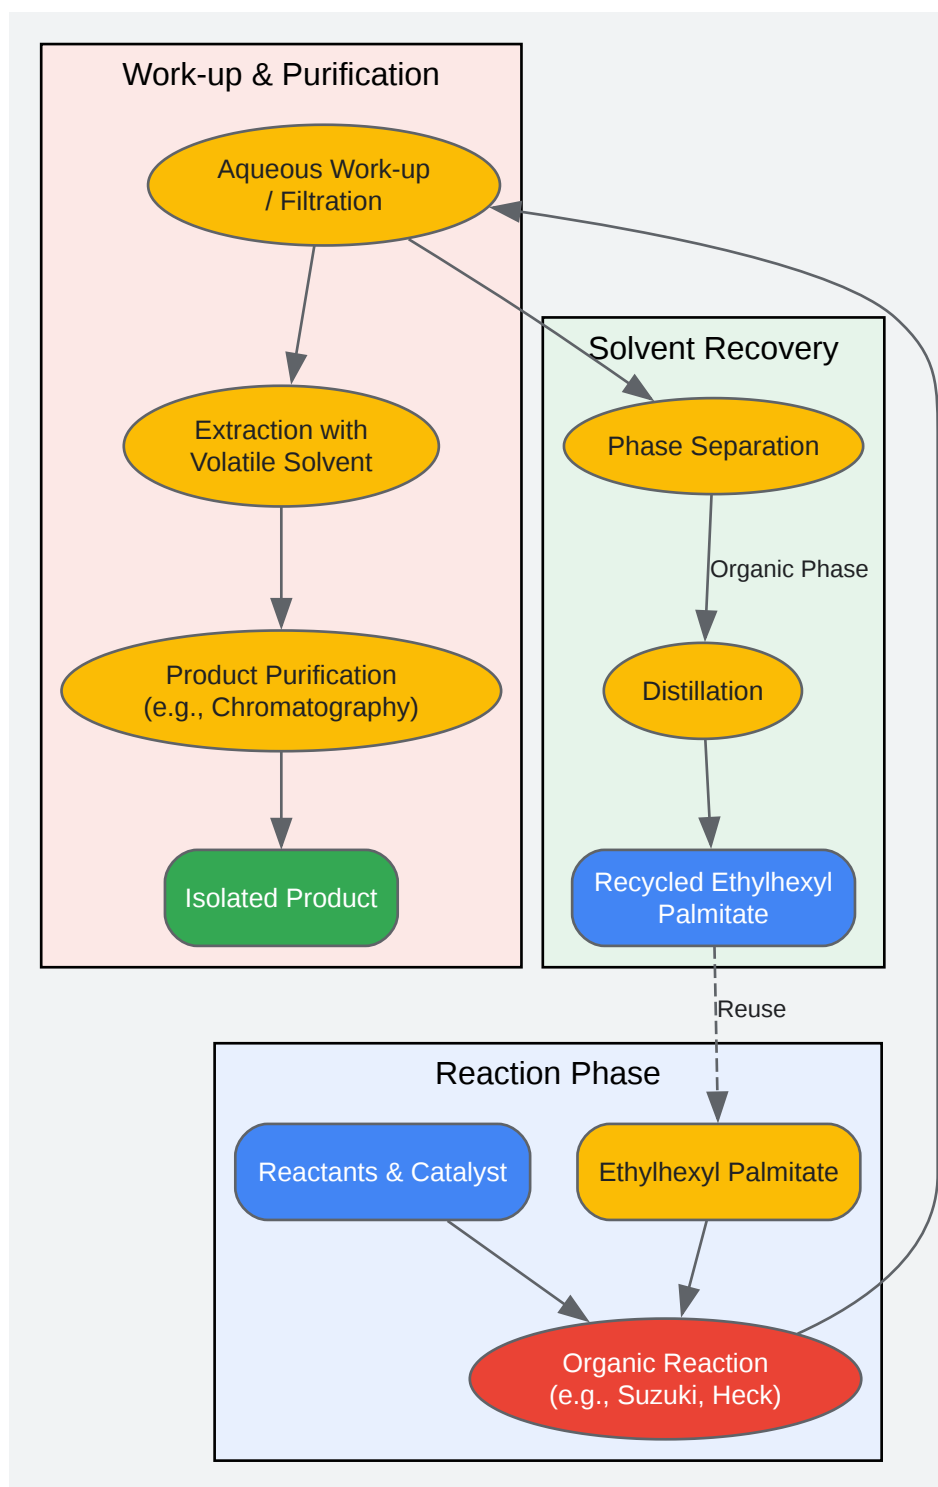 Work-up & Purification
Aqueous Work-up
/ Filtration
Extraction with
Volatile Solvent
Product Purification
(e.g., Chromatography)
Isolated Product
Solvent Recovery
Phase Separation
Organic Phase
Distillation
Recycled Ethylhexyl
Palmitate
Reuse
Reaction Phase
Reactants & Catalyst
Ethylhexyl Palmitate
Organic Reaction
(e.g., Suzuki, Heck)